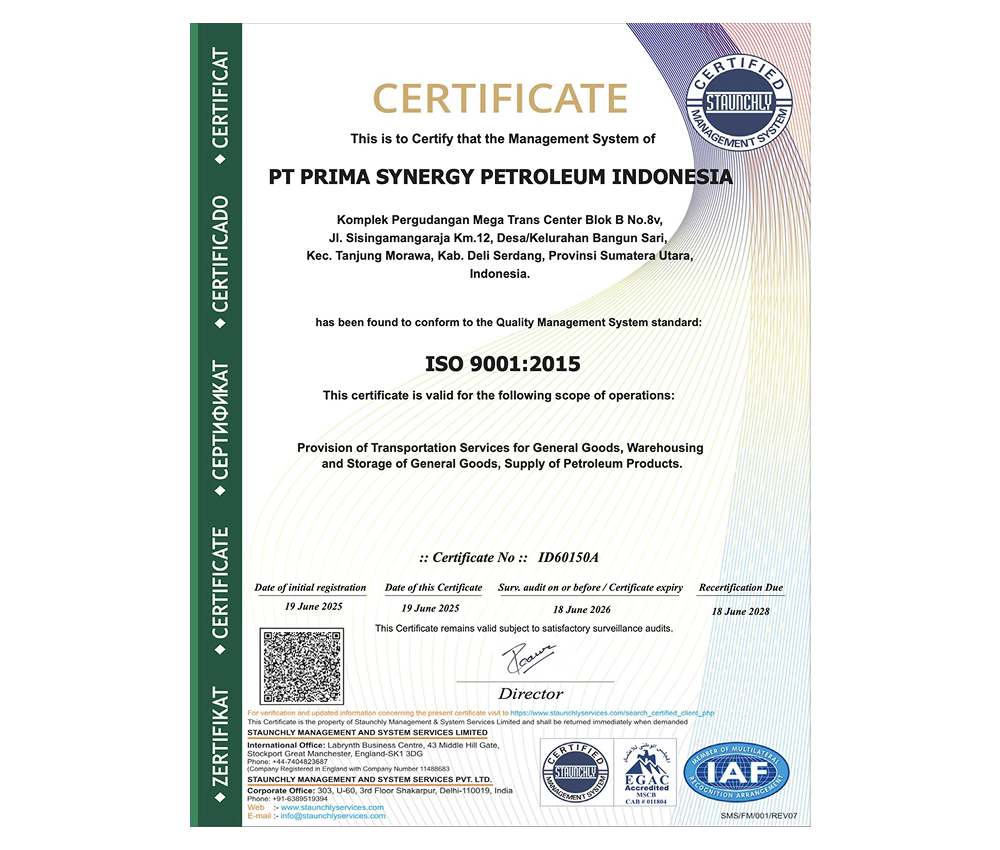 CERTIFICATE
This is to Certify that the Management System of
PT PRIMA SYNERGY PETROLEUM INDONESIA
Komplek Pergudangan Mega Trans Center Blok B No.8v,
Jl. Sisingamangaraja Km.12, Desa/Kelurahan Bangun Sari,
Kec. Tanjung Morawa, Kab. Deli Serdang, Provinsi Sumatera Utara,
Indonesia.
has been found to conform to the Quality Management System standard:
ISO 9001:2015
This certificate is valid for the following scope of operations:
Provision of Transportation Services for General Goods, Warehousing
and Storage of General Goods, Supply of Petroleum Products.
:: Certificate No :: ID60150A
Date of initial registration Date of this Certificate Surv. audit on or before / Certificate expiry Recertification Due
19 June 2025 19 June 2025 18 June 2026 18 June 2028
This Certificate remains valid subject to satisfactory surveillance audits.
Director
For verification and updated information concerning the present certificate visit to https://www.staunchlyservices.com/search_certified_client_php
This Certificate is the property of Staunchly Management & System Services Limited and shall be returned immediately when demanded
STAUNCHLY MANAGEMENT AND SYSTEM SERVICES LIMITED
International Office: Labrynth Business Centre, 43 Middle Hill Gate,
Stockport Great Manchester, England-SK1 3DG
Phone: +44-7404823687
(Company Registered in England with Company Number 11488683
STAUNCHLY MANAGEMENT AND SYSTEM SERVICES PVT. LTD.
Corporate Office: 303, U-60, 3rd Floor Shakarpur, Delhi-110019, India
Phone: +91-6389519394
Web :- www.staunchlyservices.com
E-mail :- info@staunchlyservices.com
CERTIFIED
STAUNCHLY
MANAGEMENT SYSTEM
CERTIFIED
STAUNCHLY
MANAGEMENT SYSTEM
EGAC
Accredited
MSCB
CAB # 011804
MEMBER OF MULTILATERAL
IAF
RECOGNITION ARRANGEMENT
SMS/FM/001/REV07
◆ ZERTIFIKAT ◆ CERTIFICATE ◆ СЕРТИФИКАТ ◆ CERTIFICADO ◆ CERTIFICAT